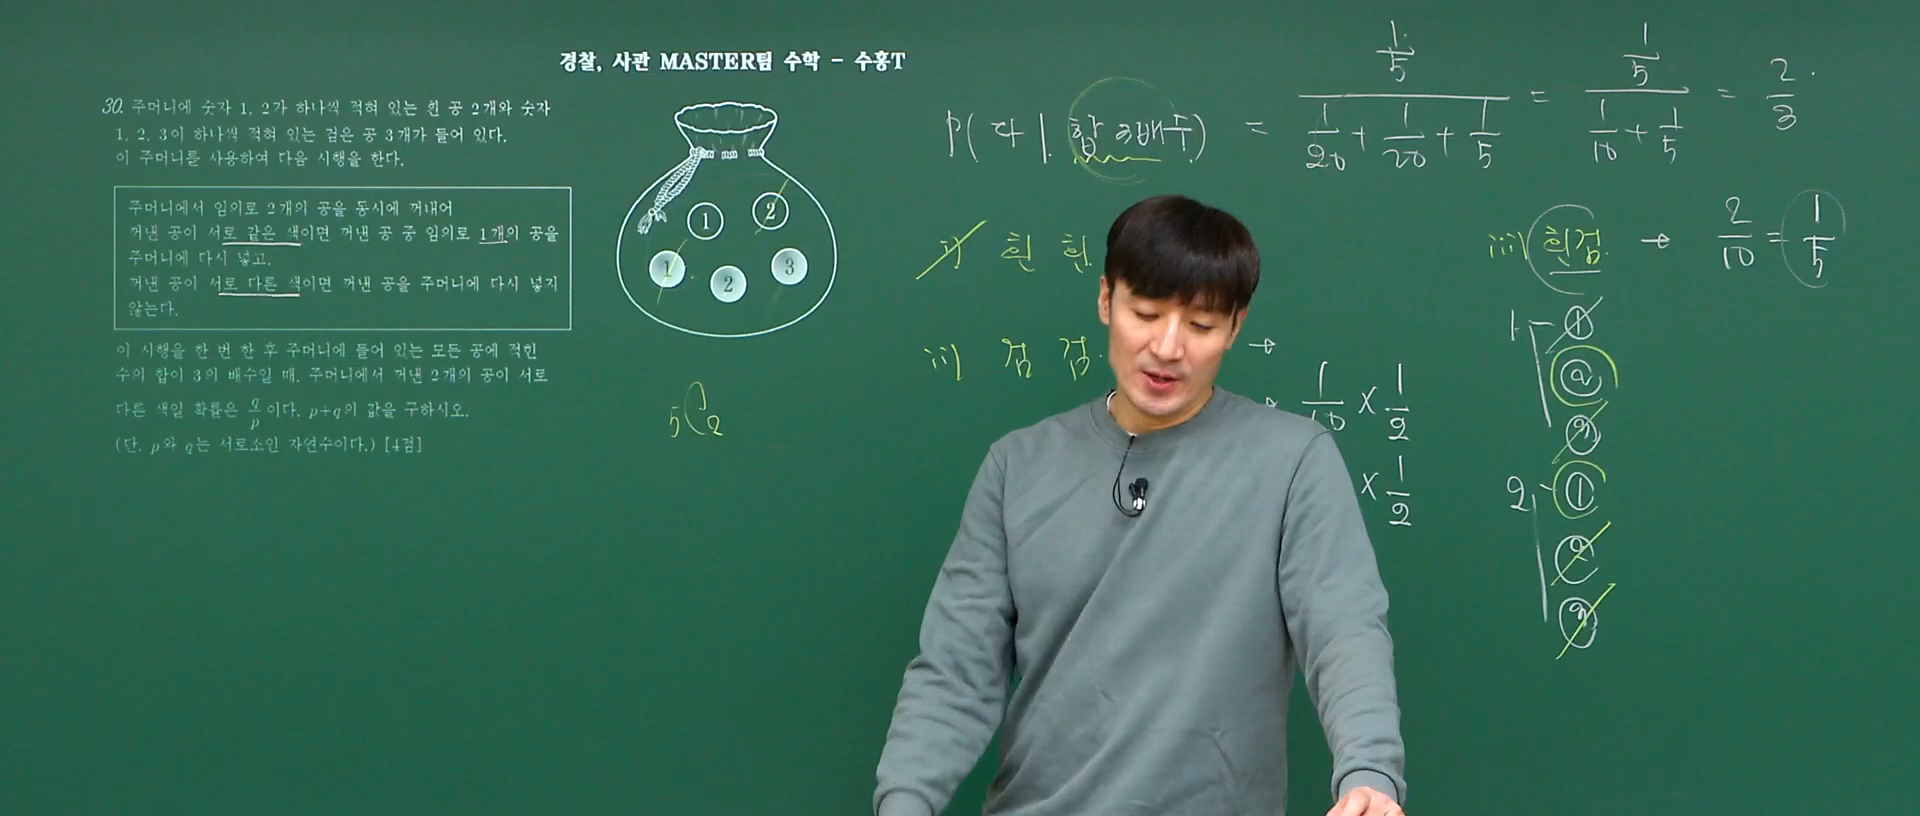 경찰, 사관 MASTER팀 수학 - 수흥T
30. 주머니에 숫자 1, 2가 하나씩 적혀 있는 흰 공 2개와 숫자
1, 2, 3이 하나씩 적혀 있는 검은 공 3개가 들어 있다.
이 주머니를 사용하여 다음 시행을 한다.
주머니에서 임의로 2개의 공을 동시에 꺼내어
꺼낸 공이 서로 같은 색이면 꺼낸 공 중 임의로 1개의 공을
주머니에 다시 넣고,
꺼낸 공이 서로 다른 색이면 꺼낸 공을 주머니에 다시 넣지
않는다.
이 시행을 한 번 한 후 주머니에 들어 있는 모든 공에 적힌
수의 합이 3의 배수일 때, 주머니에서 꺼낸 2개의 공이 서로
다른 색일 확률은 q/p이다. p+q의 값을 구하시오.
(단, p와 q는 서로소인 자연수이다.) [4점]
① ②
1 2 3
5C2
P(다 | 합 3배수) = 1/5 / (1/20 + 1/20 + 1/5) = 1/5 / (1/10 + 1/5) = 2/3
i) 흰 흰
ii) 검 검 →
1/10 × 1/2
× 1/2
iii) 흰검 → 2/10 = 1/5
1 - ①
②
③
2 - ①
②
③